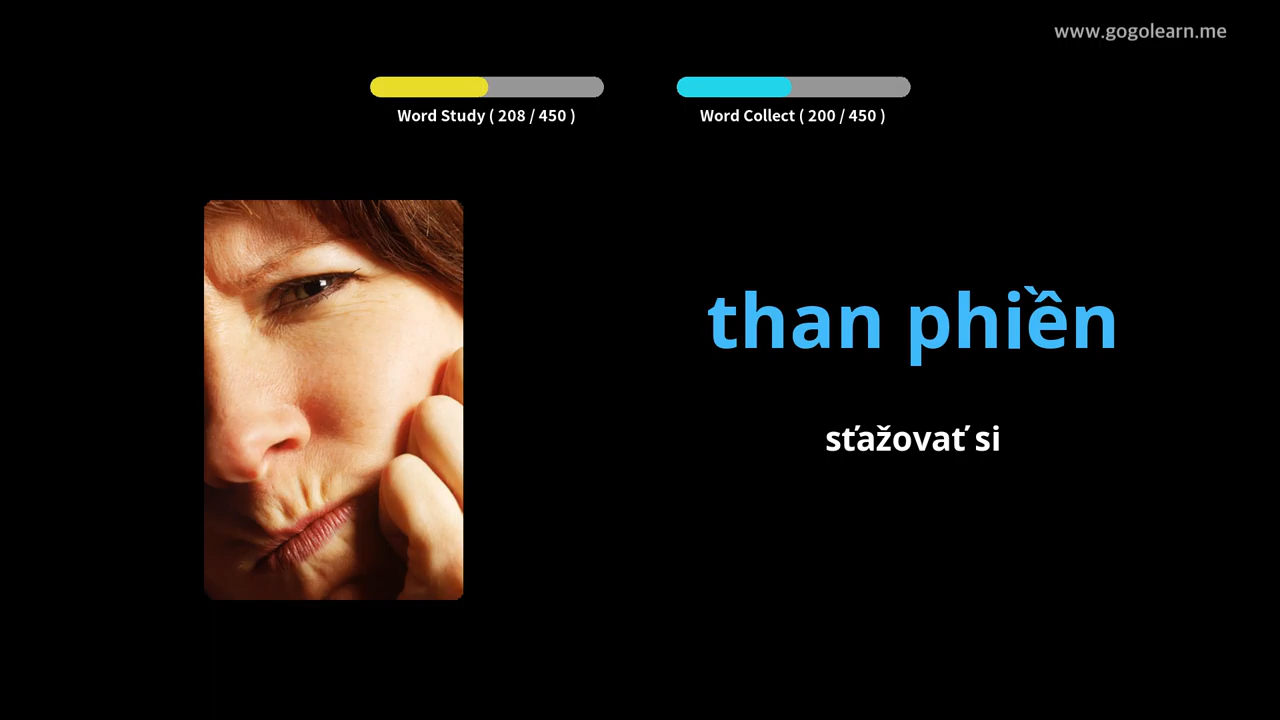 www.gogolearn.me
Word Study ( 208 / 450 )
Word Collect ( 200 / 450 )
than phiền
sťažovať si